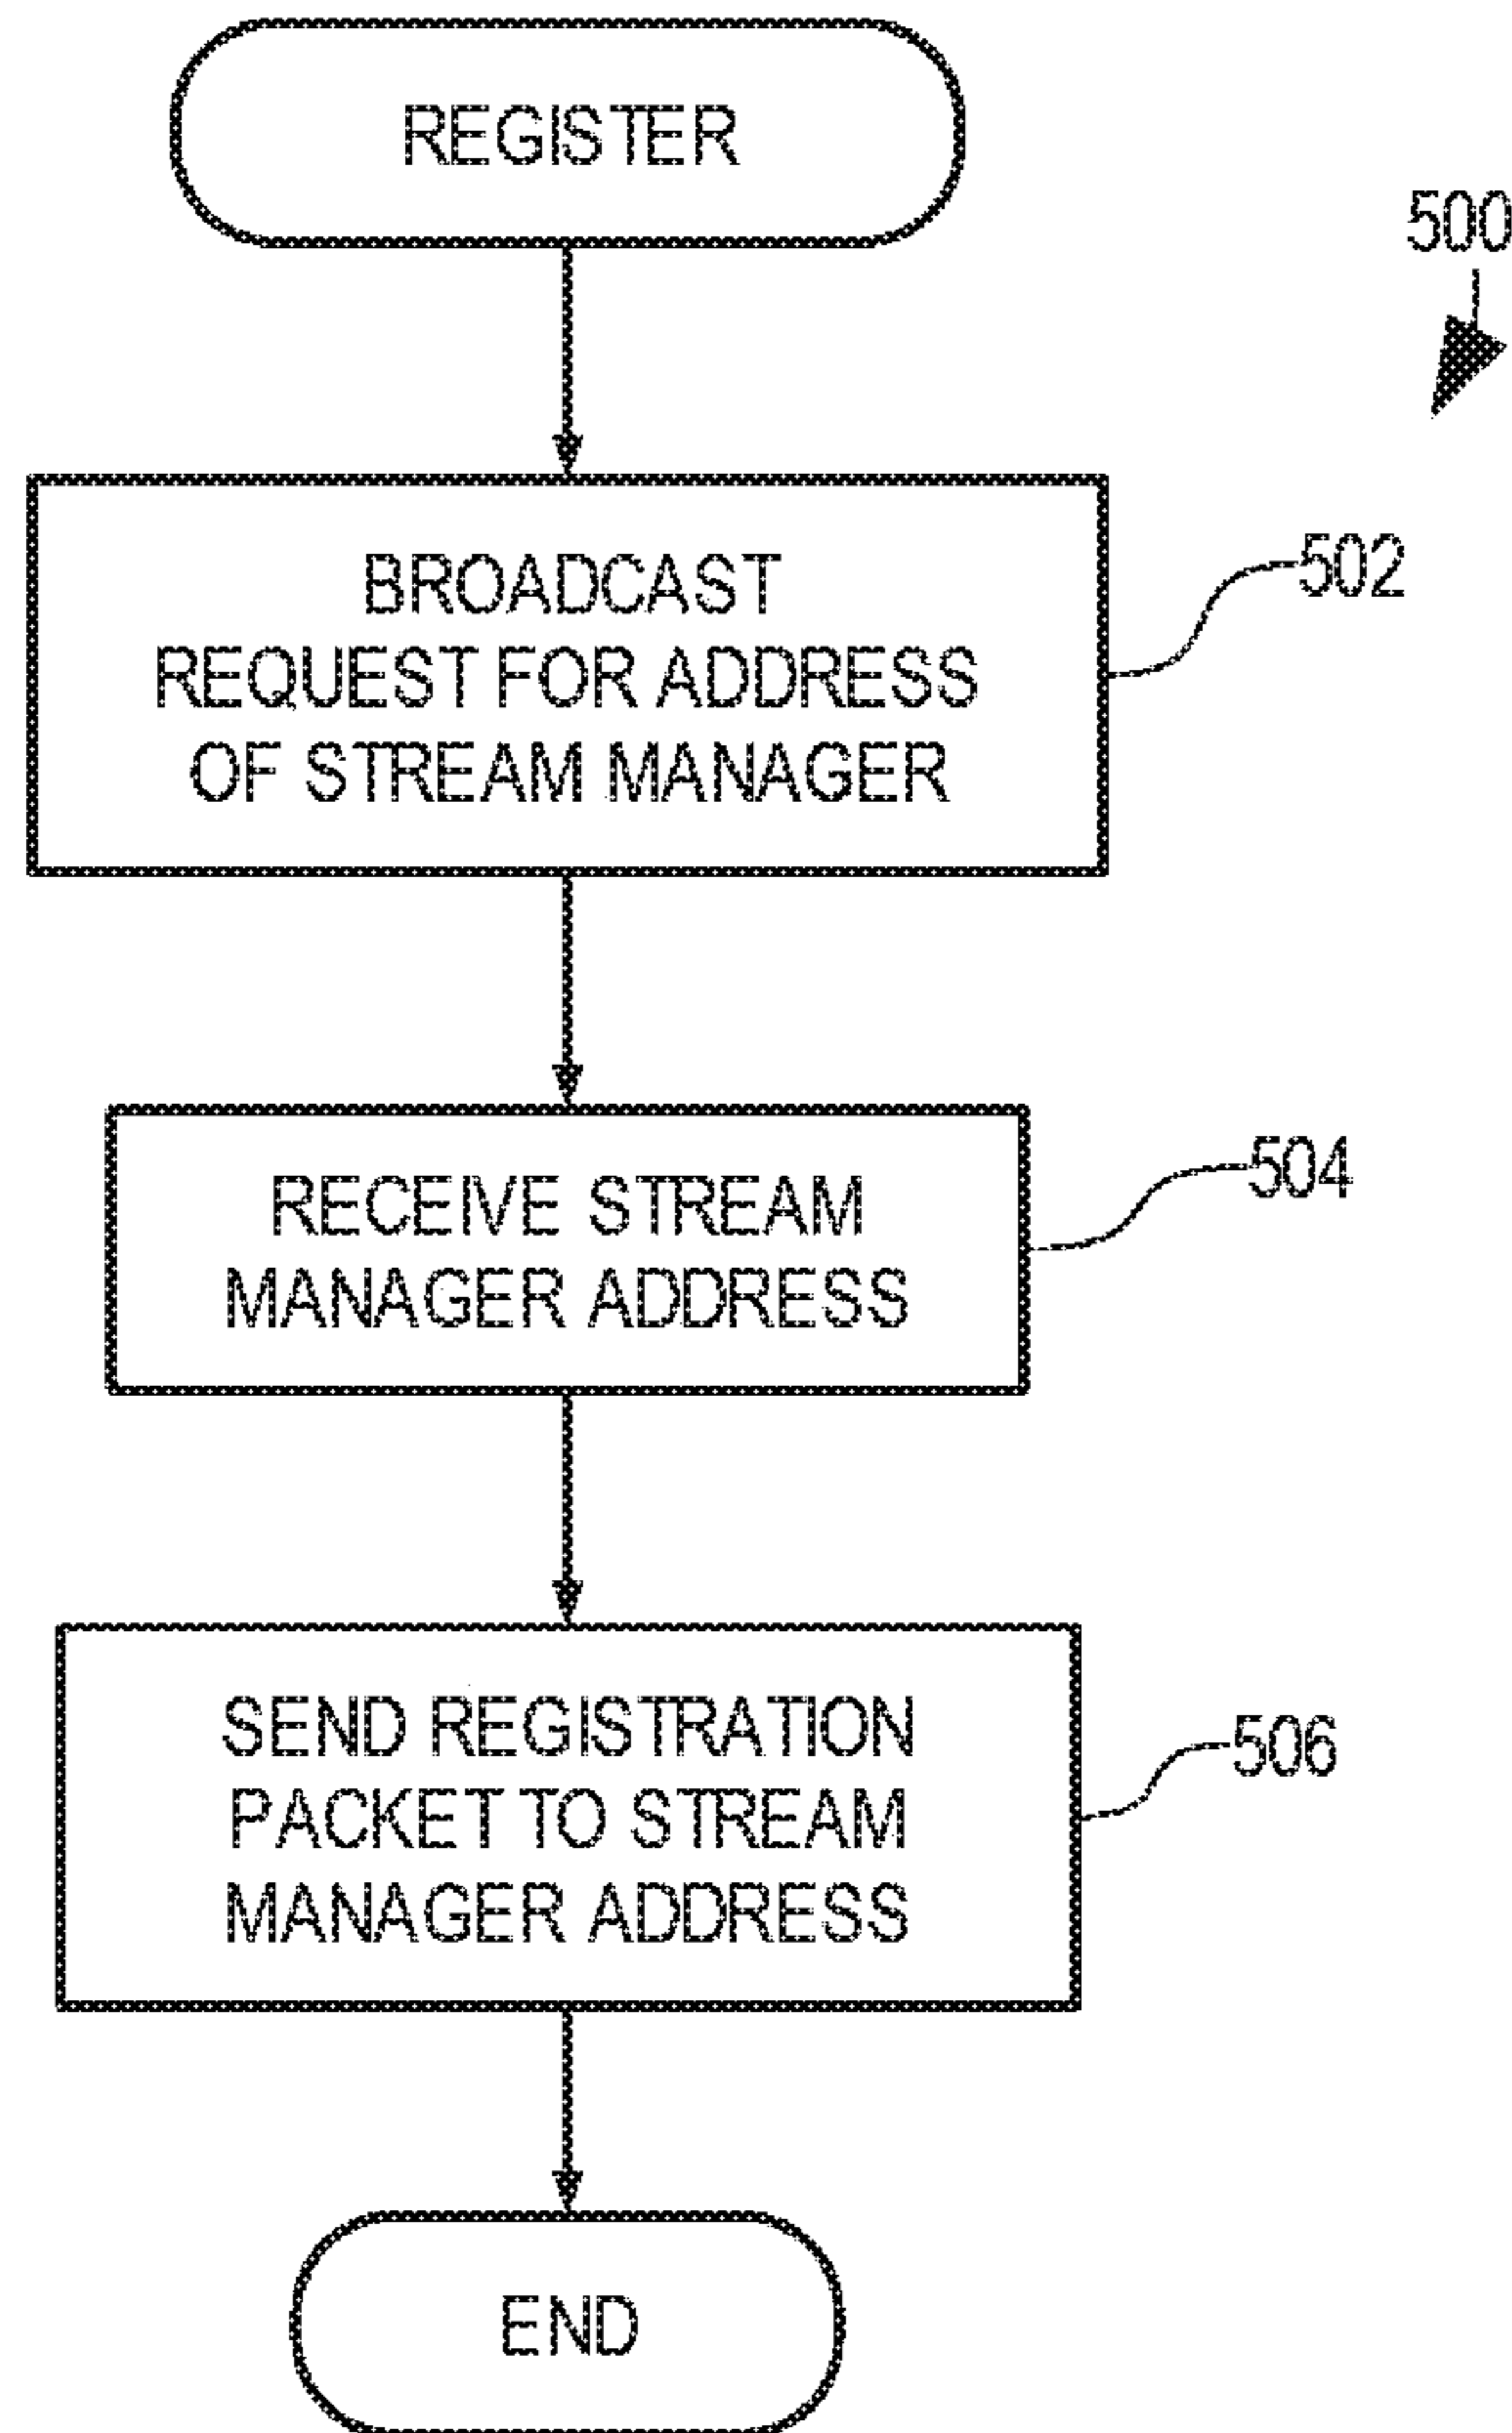 REGISTER
500
BROADCAST
REQUEST FOR ADDRESS
OF STREAM MANAGER
502
RECEIVE STREAM
MANAGER ADDRESS
504
SEND REGISTRATION
PACKET TO STREAM
MANAGER ADDRESS
506
END